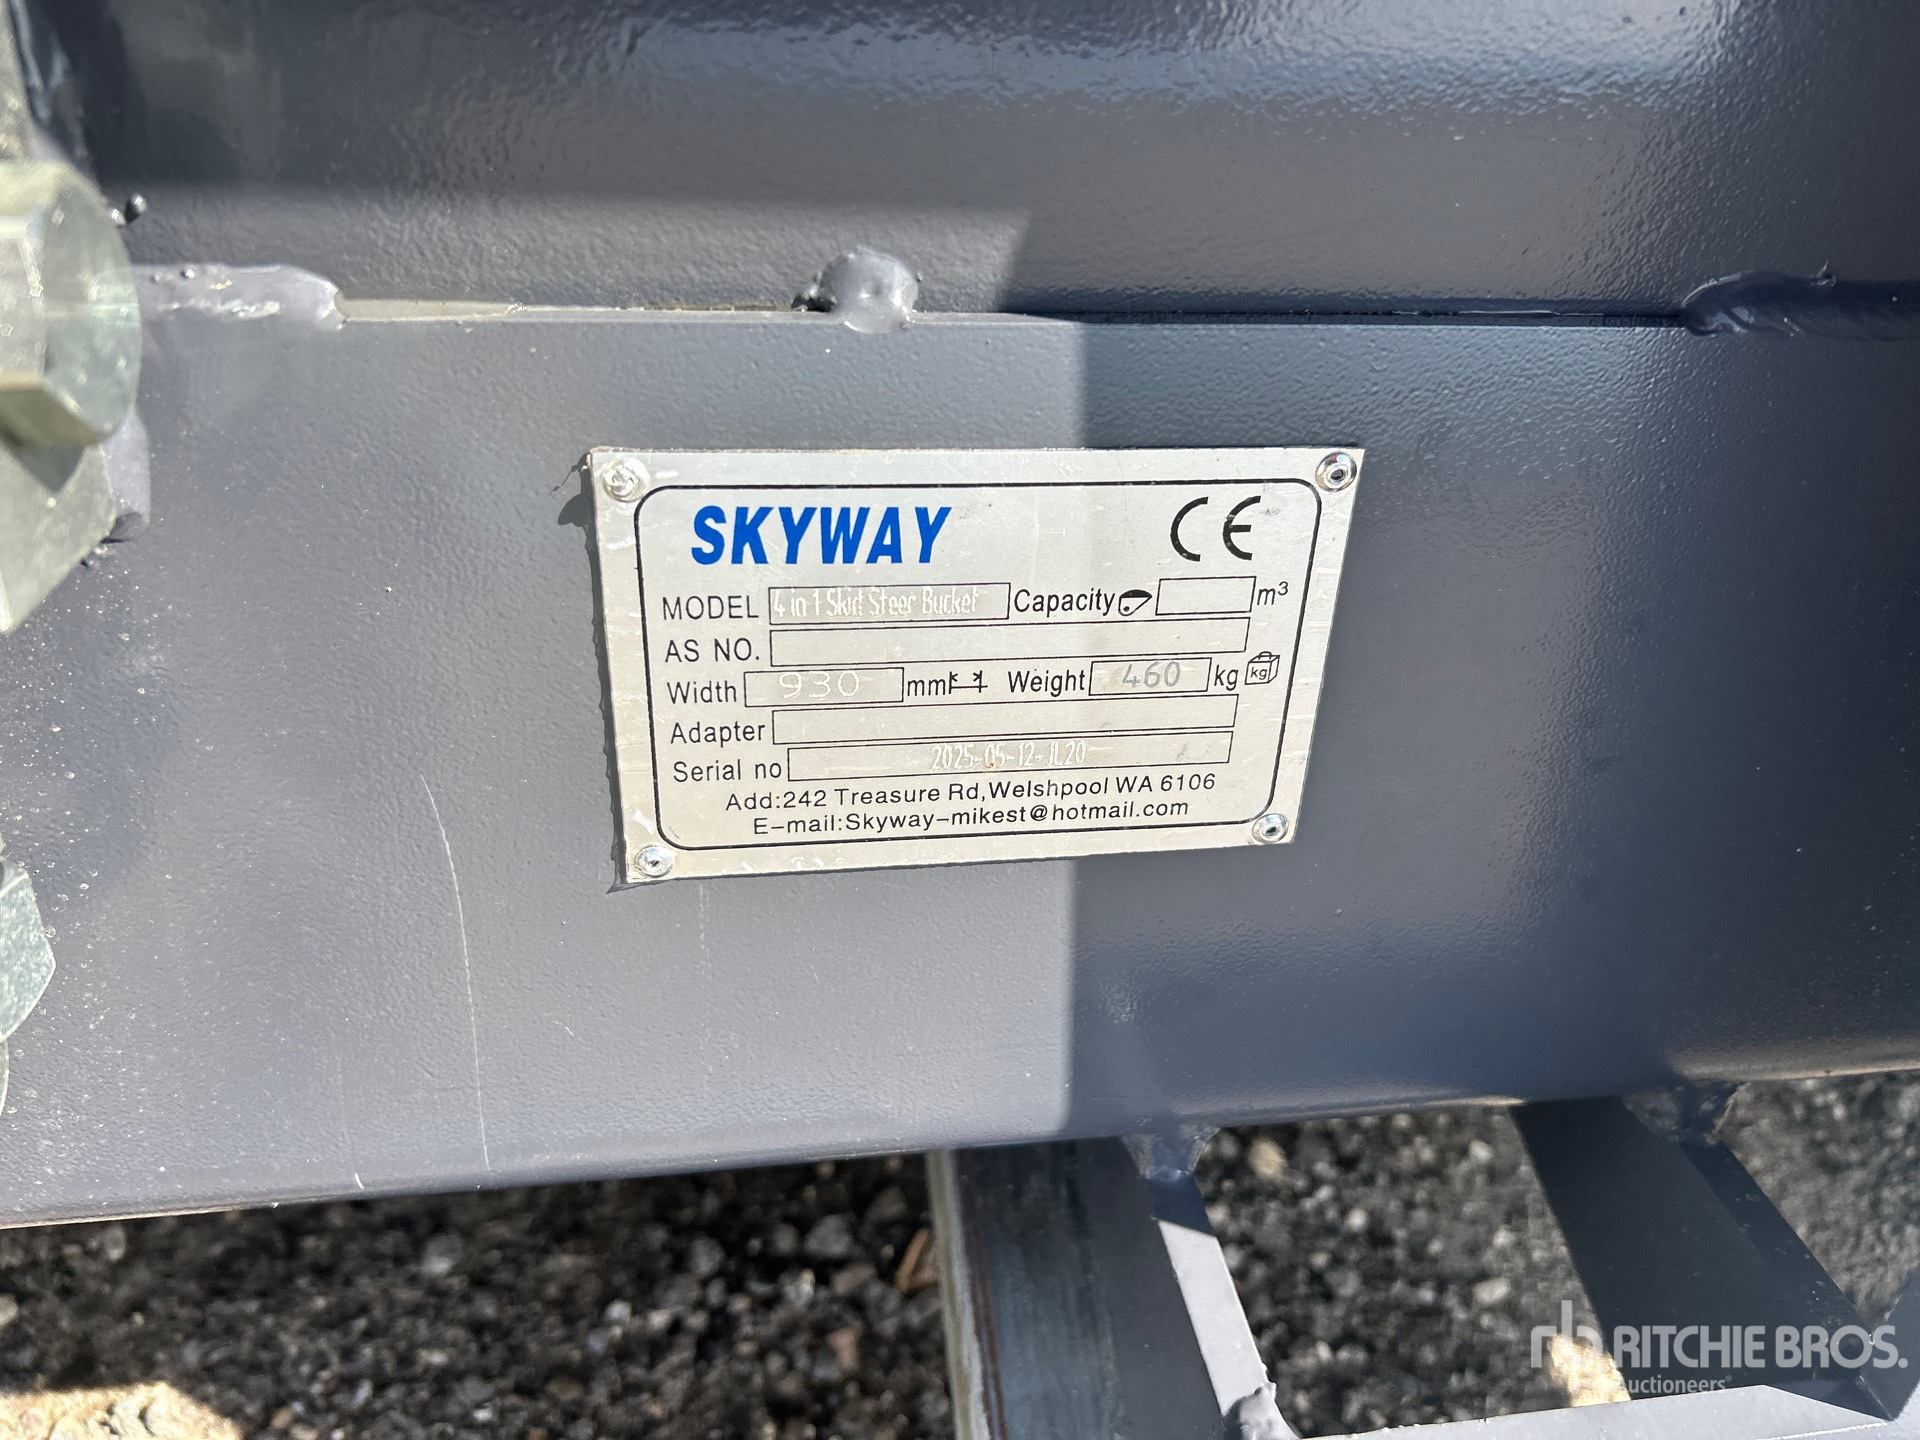 SKYWAY CE
MODEL 4 in 1 Skid Steer Bucket Capacity m³
AS NO.
Width 930 mm Weight 460 kg kg
Adapter
Serial no 2025-05-12-JL20
Add:242 Treasure Rd,Welshpool WA 6106
E-mail:Skyway-mikest@hotmail.com
rb RITCHIE BROS.
Auctioneers